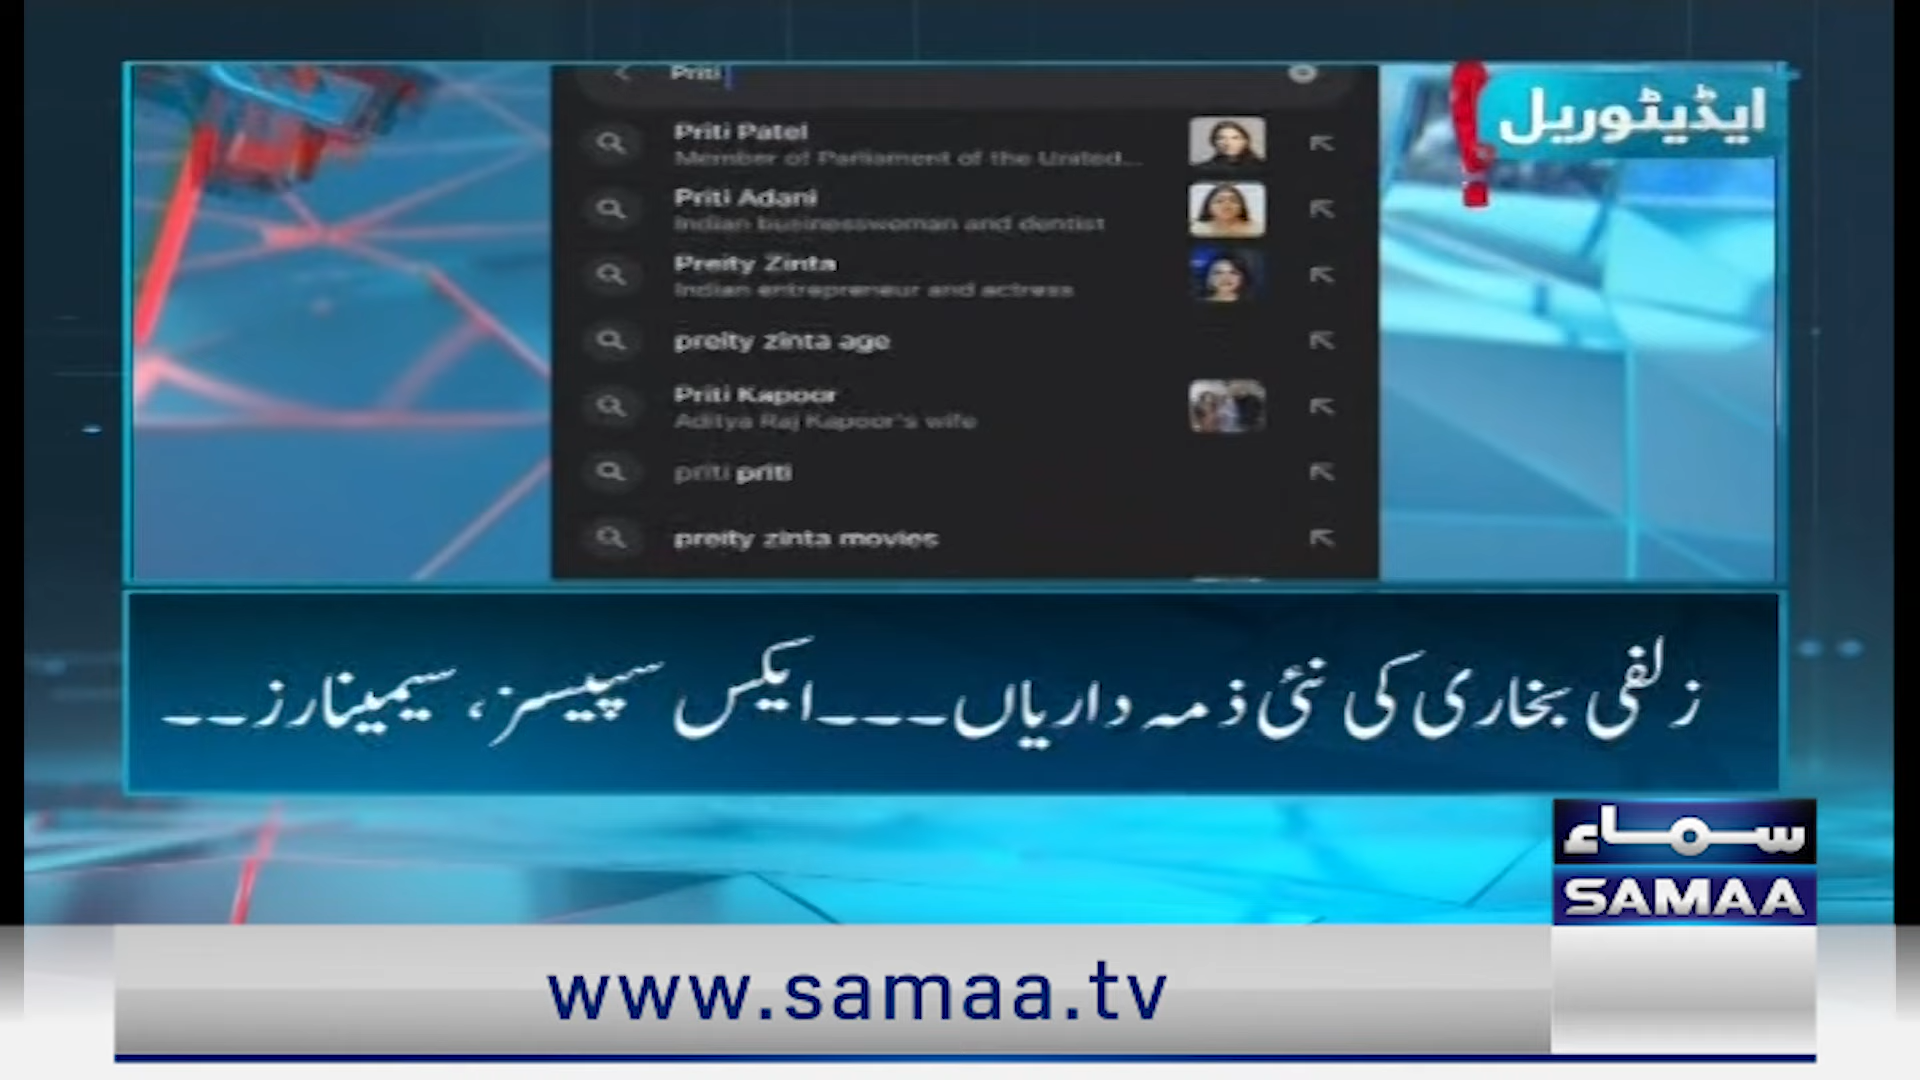 Priti
ایڈیٹوریل
Priti Patel
Member of Parliament of the United...
Priti Adani
Indian businesswoman and dentist
Preity Zinta
Indian entrepreneur and actress
preity zinta age
Priti Kapoor
Aditya Raj Kapoor's wife
priti priti
preity zinta movies
زلفی بخاری کی نئی ذمہ داریاں۔۔۔ایکس سپیسز، سیمینارز۔۔
سماء
SAMAA
www.samaa.tv